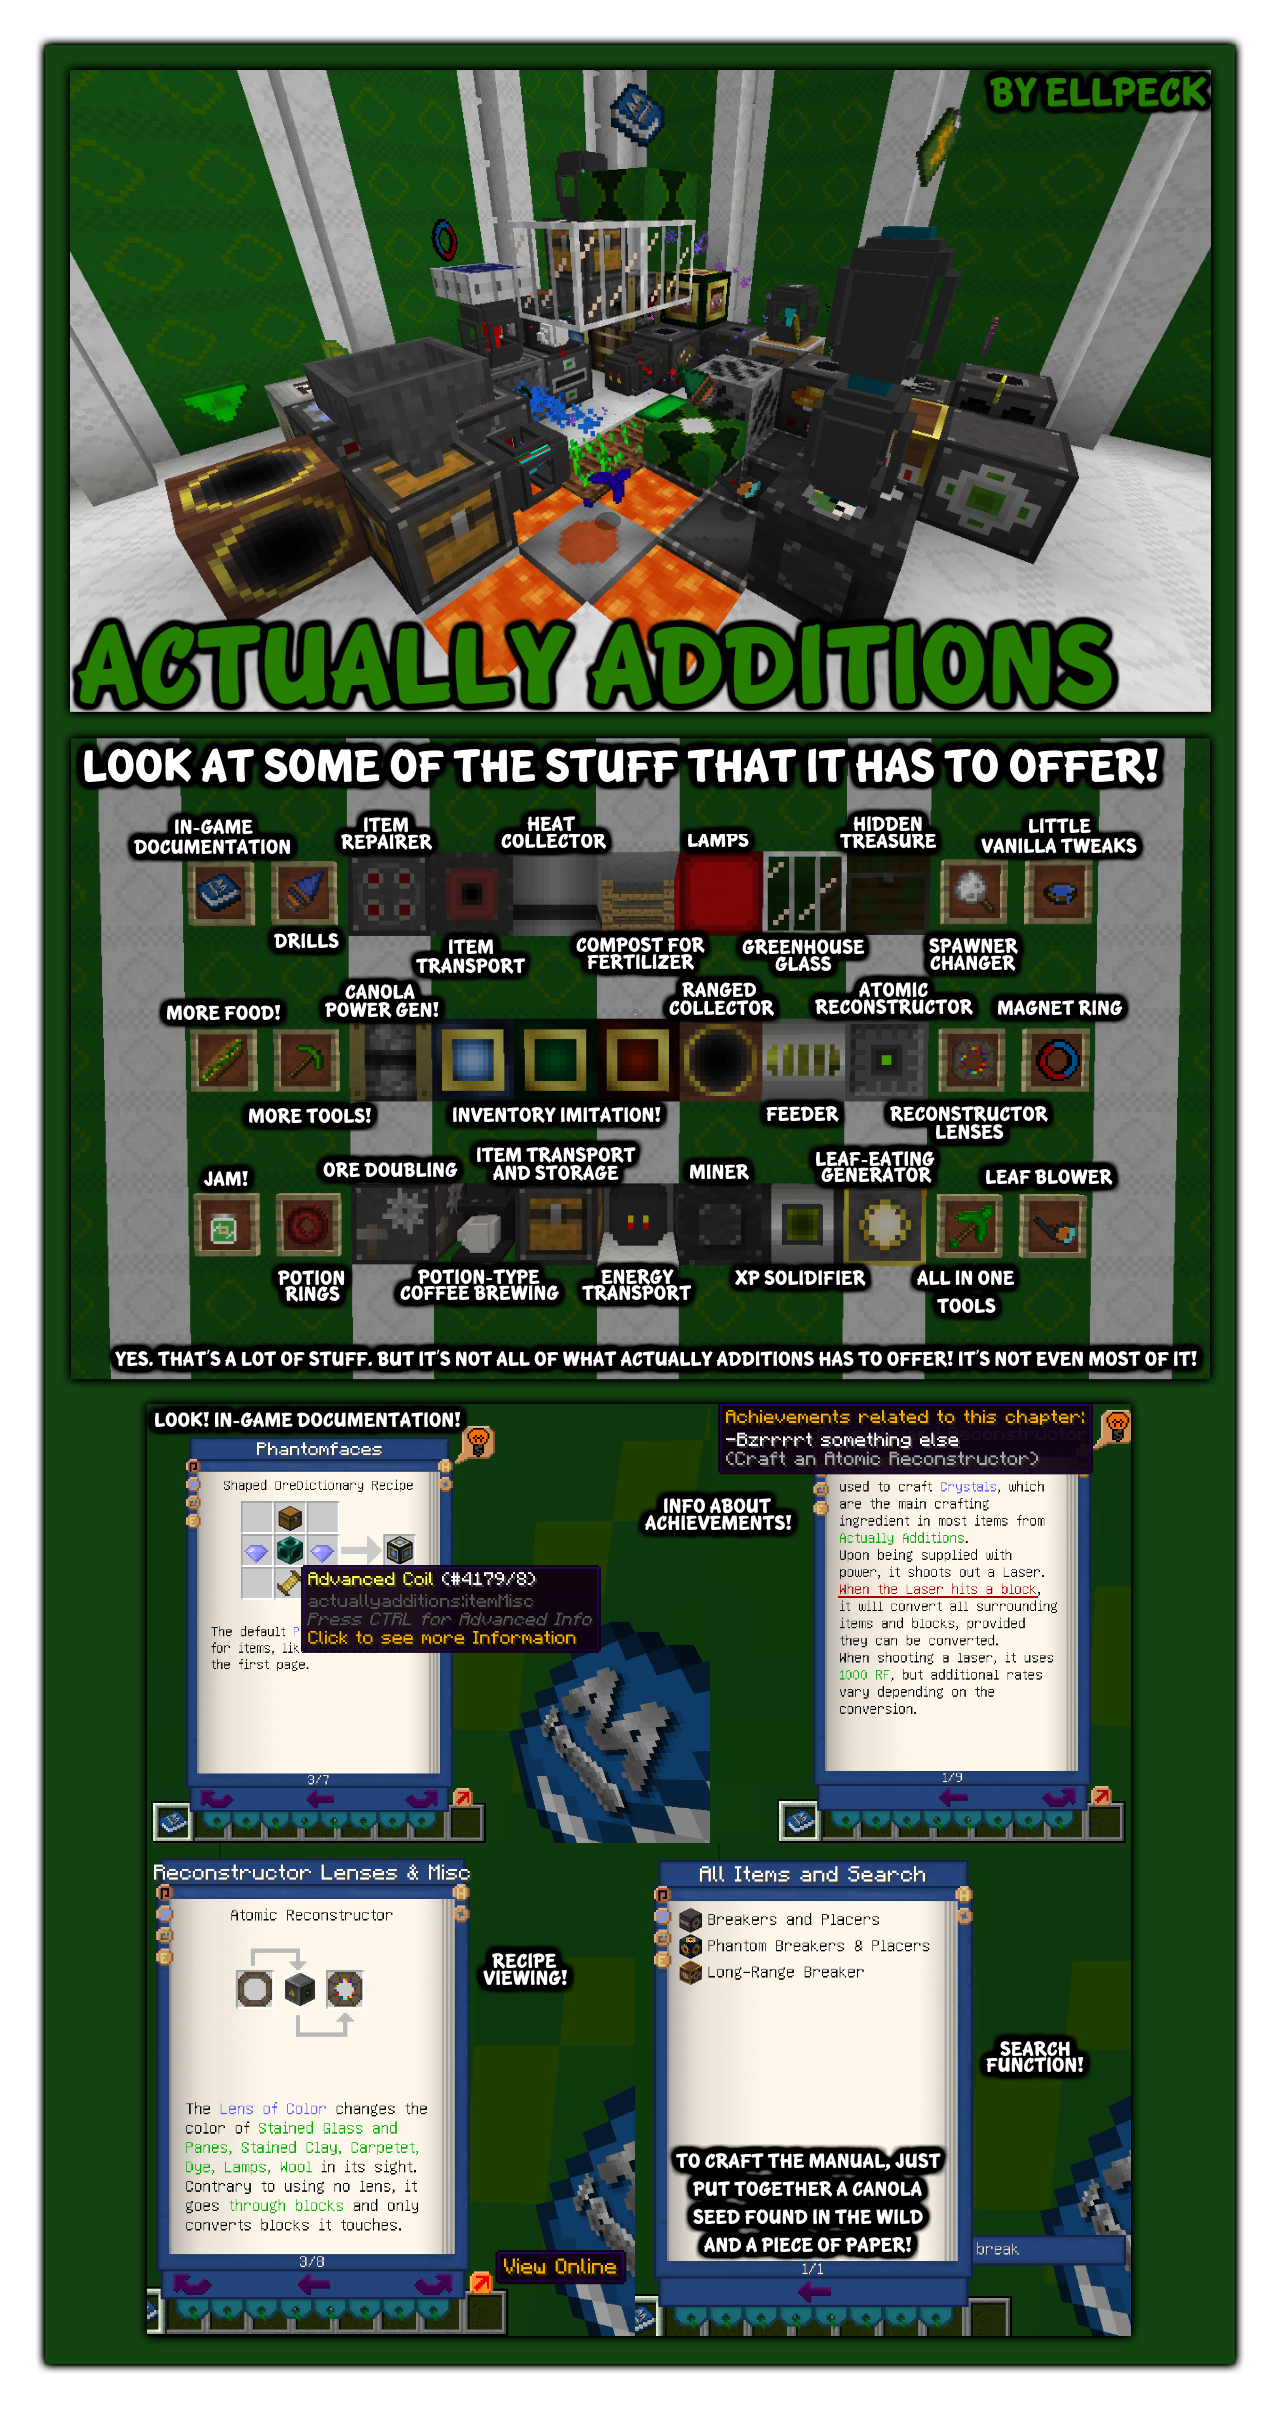 BY ELLPECK
ACTUALLY ADDITIONS
LOOK AT SOME OF THE STUFF THAT IT HAS TO OFFER!
IN-GAME
DOCUMENTATION
ITEM
REPAIRER
HEAT
COLLECTOR
LAMPS
HIDDEN
TREASURE
LITTLE
VANILLA TWEAKS
DRILLS
ITEM
TRANSPORT
COMPOST FOR
FERTILIZER
GREENHOUSE
GLASS
SPAWNER
CHANGER
MORE FOOD!
CANOLA
POWER GEN!
RANGED
COLLECTOR
ATOMIC
RECONSTRUCTOR
MAGNET RING
MORE TOOLS!
INVENTORY IMITATION!
FEEDER
RECONSTRUCTOR
LENSES
JAM!
ORE DOUBLING
ITEM TRANSPORT
AND STORAGE
MINER
LEAF-EATING
GENERATOR
LEAF BLOWER
POTION
RINGS
POTION-TYPE
COFFEE BREWING
ENERGY
TRANSPORT
XP SOLIDIFIER
ALL IN ONE
TOOLS
YES. THAT'S A LOT OF STUFF. BUT IT'S NOT ALL OF WHAT ACTUALLY ADDITIONS HAS TO OFFER! IT'S NOT EVEN MOST OF IT!
LOOK! IN-GAME DOCUMENTATION!
Phantomfaces
Shaped OreDictionary Recipe
Advanced Coil (#4179/8)
actuallyadditions:itemMisc
Press CTRL for Advanced Info
Click to see more Information
The default P
for items, lik
the first page.
3/7
INFO ABOUT
ACHIEVEMENTS!
Achievements related to this chapter:
-Bzrrrrt something else
(Craft an Atomic Reconstructor)
used to craft Crystals, which
are the main crafting
ingredient in most items from
Actually Additions.
Upon being supplied with
power, it shoots out a Laser.
When the Laser hits a block,
it will convert all surrounding
items and blocks, provided
they can be converted.
When shooting a laser, it uses
1000 RF, but additional rates
vary depending on the
conversion.
1/9
Reconstructor Lenses & Misc
Atomic Reconstructor
The Lens of Color changes the
color of Stained Glass and
Panes, Stained Clay, Carpetet,
Dye, Lamps, Wool in its sight.
Contrary to using no lens, it
goes through blocks and only
converts blocks it touches.
3/8
RECIPE
VIEWING!
View Online
All Items and Search
Breakers and Placers
Phantom Breakers & Placers
Long-Range Breaker
SEARCH
FUNCTION!
TO CRAFT THE MANUAL, JUST
PUT TOGETHER A CANOLA
SEED FOUND IN THE WILD
AND A PIECE OF PAPER!
break
1/1